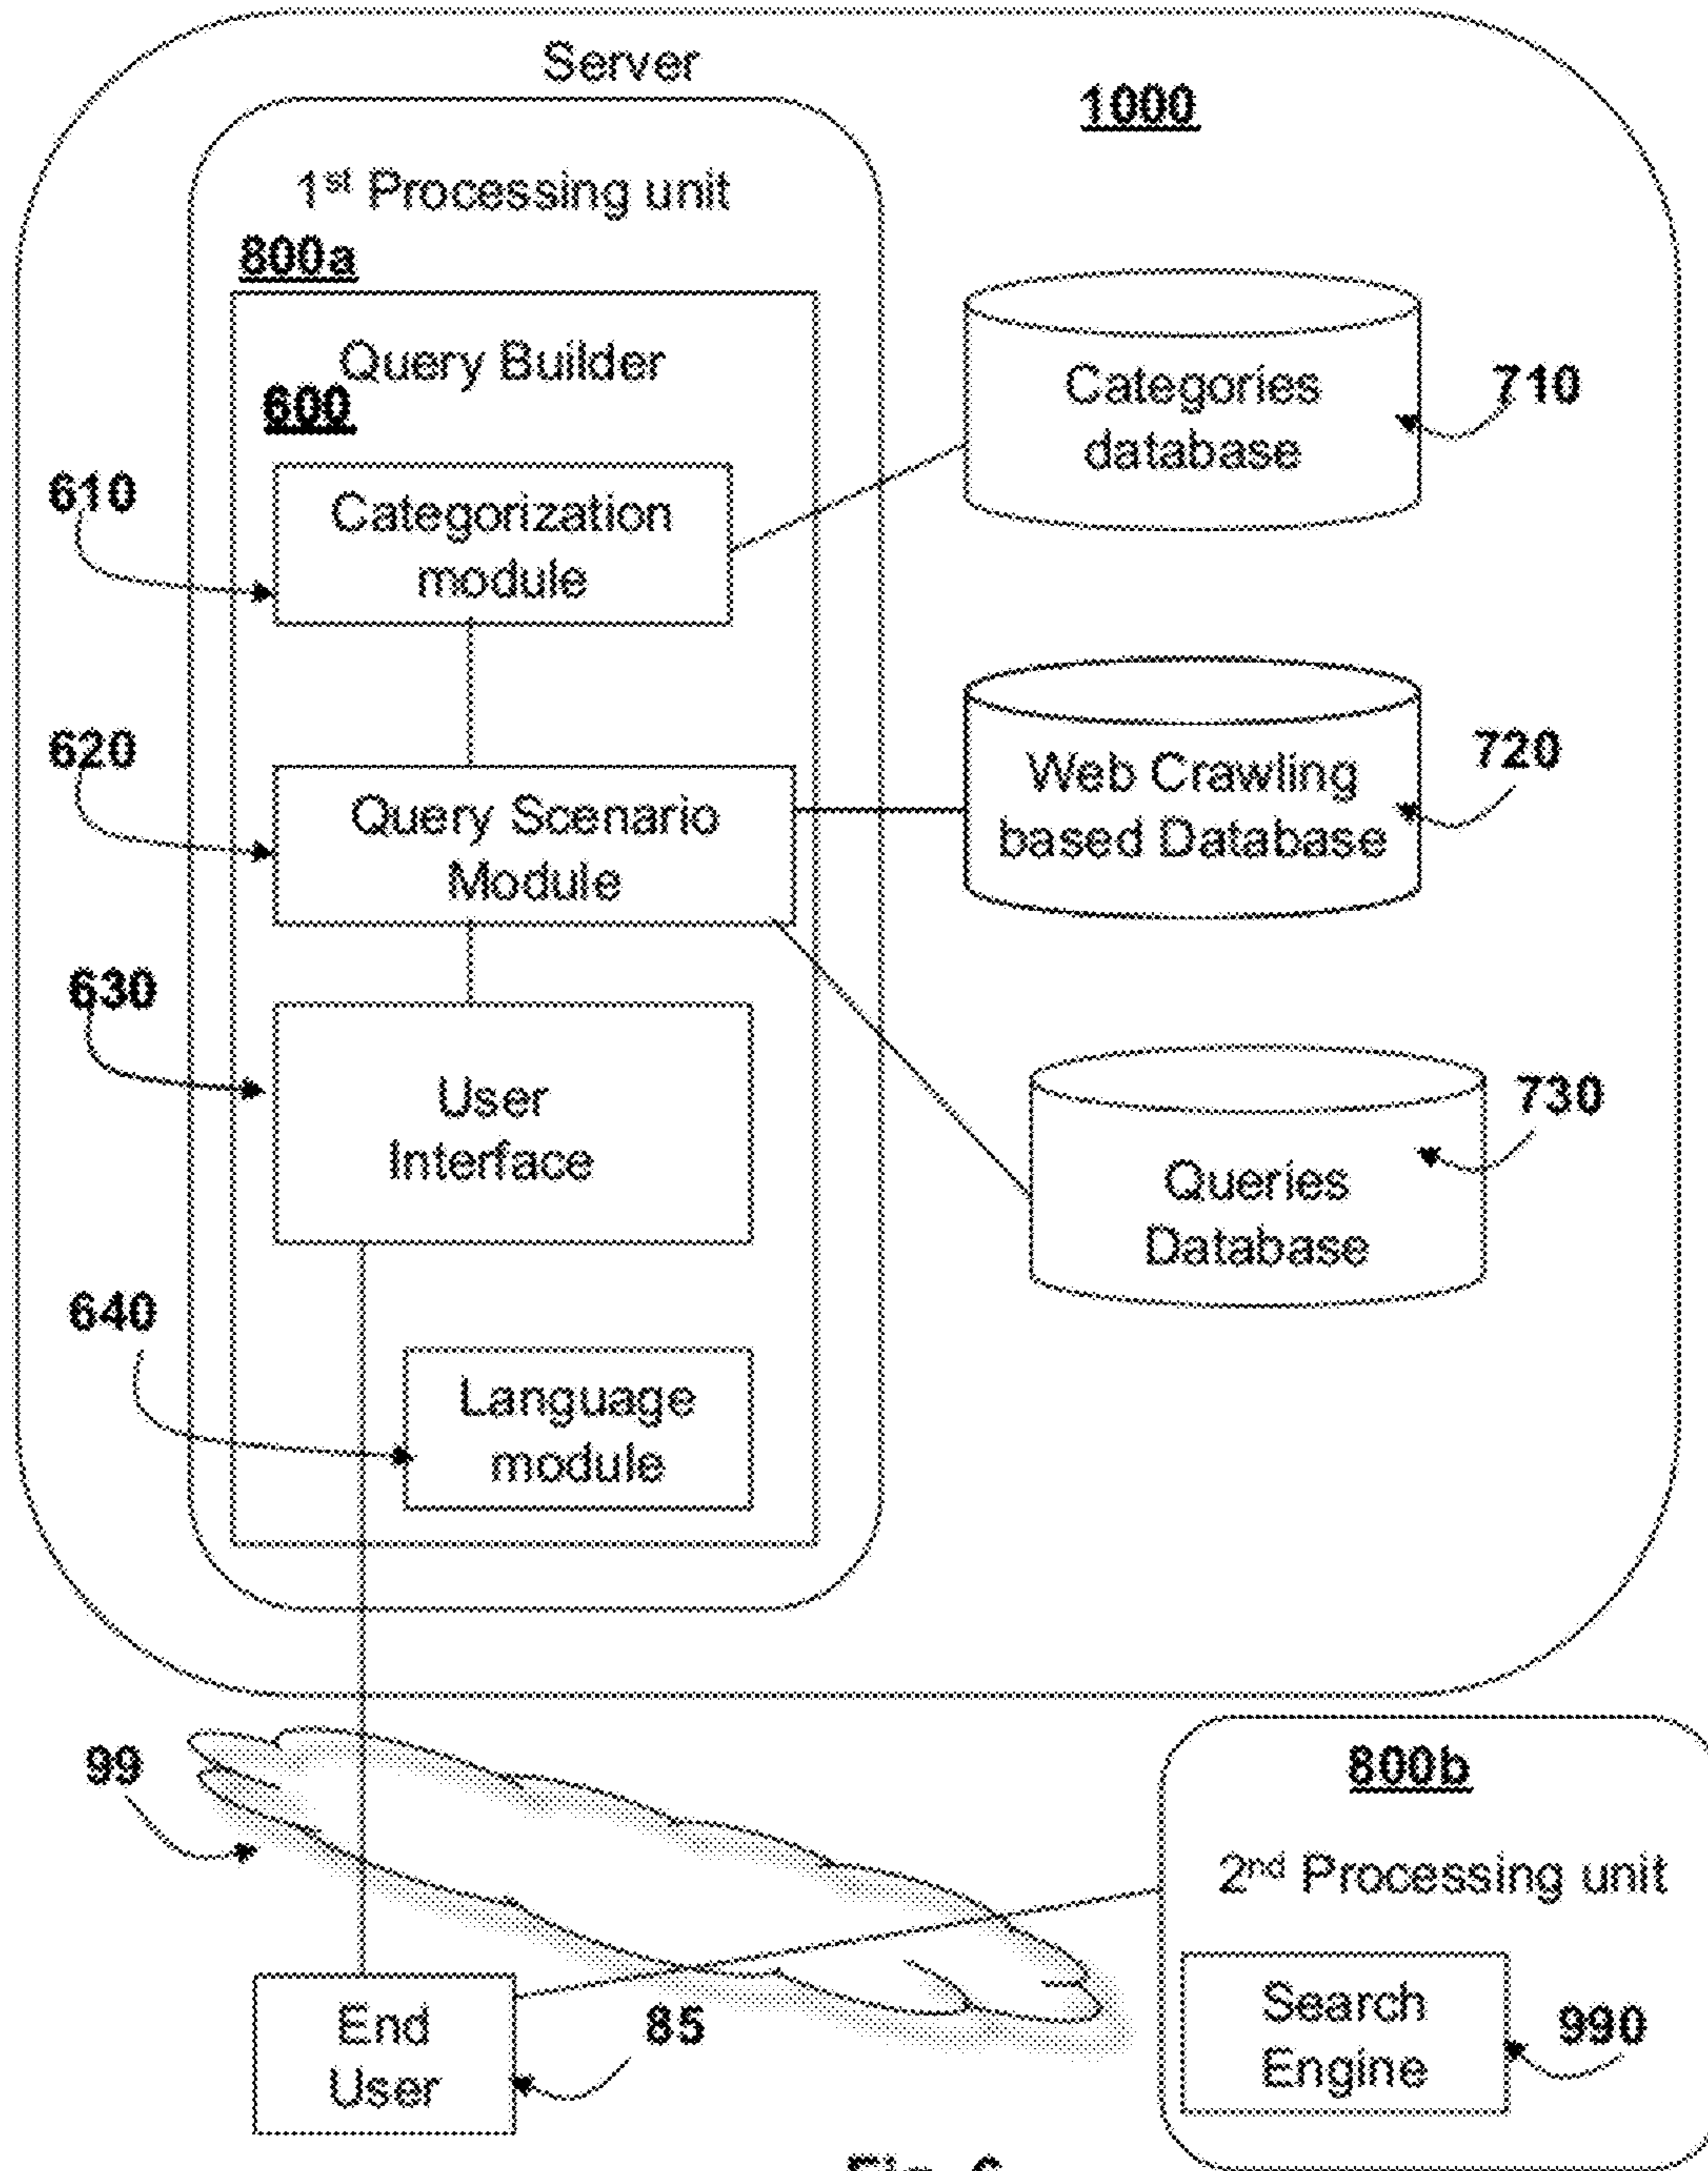 Server
1000
1st Processing unit
800a
Query Builder
600
Categories
database
710
610
Categorization
module
620
Query Scenario
Module
Web Crawling
based Database
720
630
User
Interface
Queries
Database
730
640
Language
module
99
800b
2nd Processing unit
End
User
85
Search
Engine
990